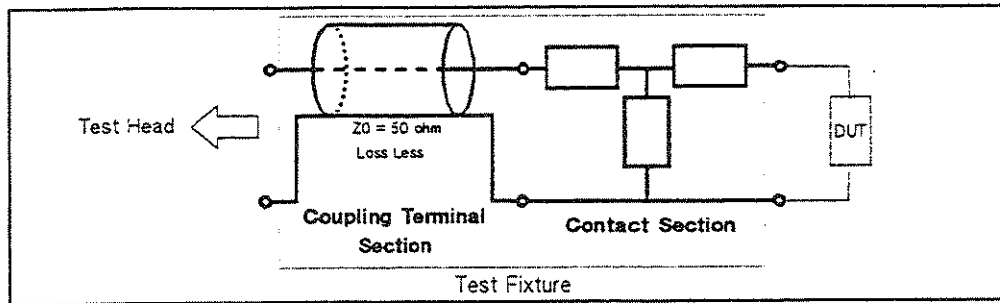 Test Head
Z0 = 50 ohm
Loss Less
Coupling Terminal
Section
Contact Section
DUT
Test Fixture